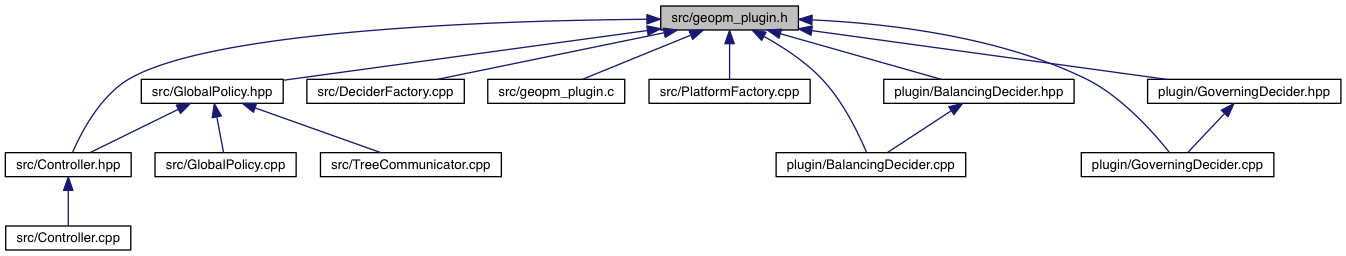 src/geopm_plugin.h
src/GlobalPolicy.hpp
src/DeciderFactory.cpp
src/geopm_plugin.c
src/PlatformFactory.cpp
plugin/BalancingDecider.hpp
plugin/GoverningDecider.hpp
src/Controller.hpp
src/GlobalPolicy.cpp
src/TreeCommunicator.cpp
plugin/BalancingDecider.cpp
plugin/GoverningDecider.cpp
src/Controller.cpp